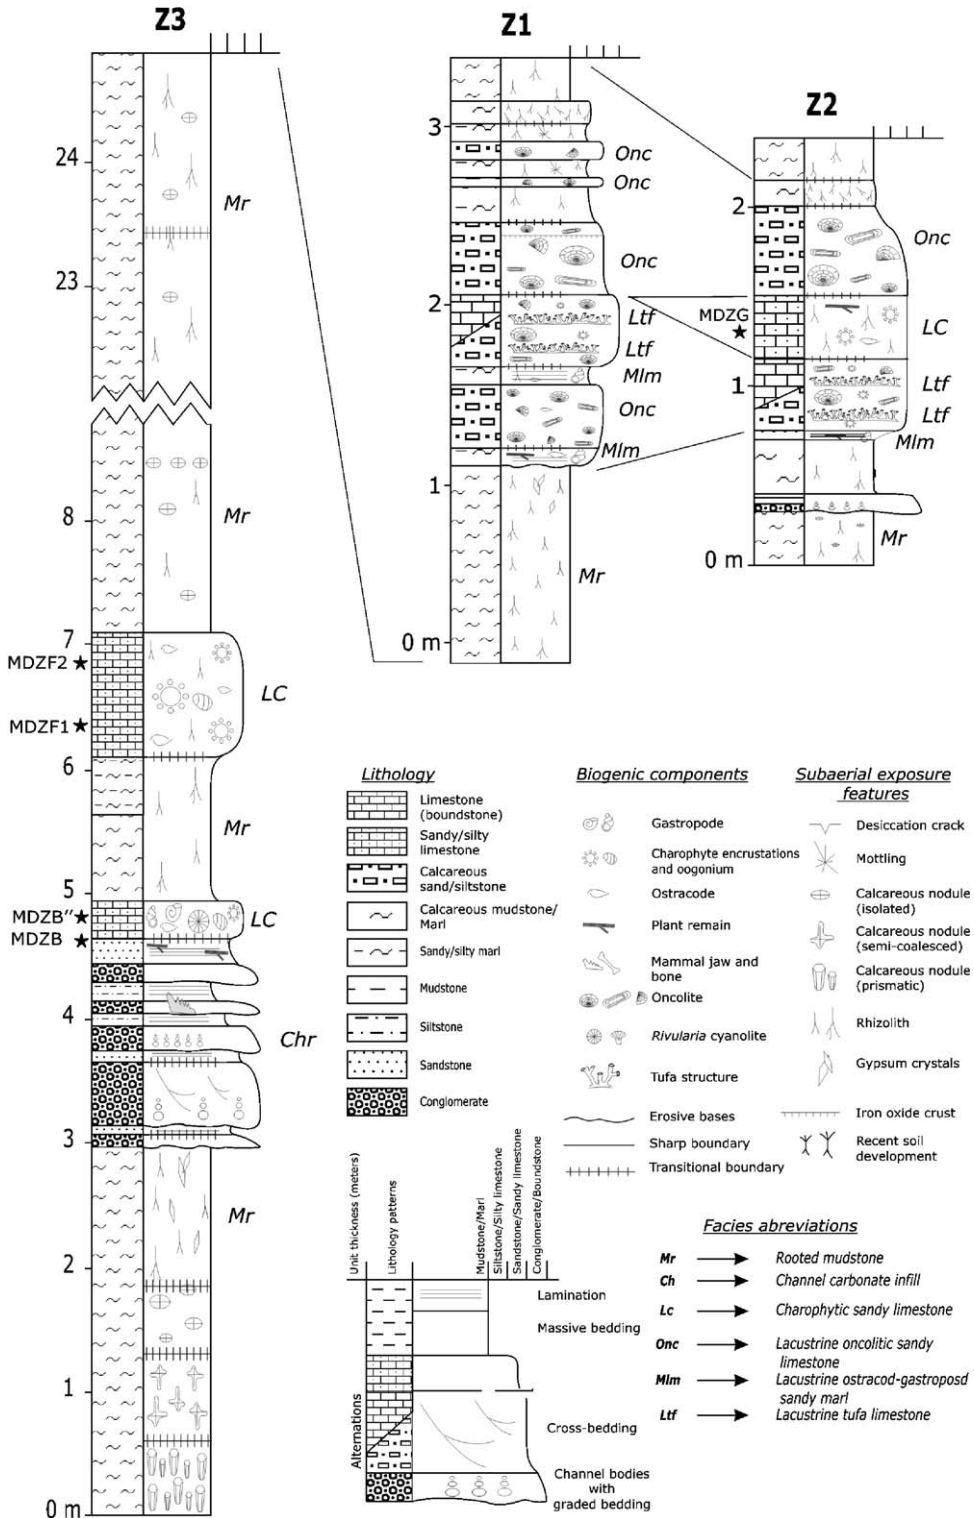 Z3
24
Mr
23
8
Mr
7
MDZF2
LC
MDZF1
6
Mr
5
MDZB"
LC
MDZB
4
Chr
3
Mr
2
1
0 m
Z1
3
Onc
Onc
Onc
2
Ltf
Ltf
Mlm
Onc
Mlm
1
Mr
0 m
Z2
2
Onc
MDZG
LC
1
Ltf
Ltf
Mlm
Mr
0 m
Lithology
Limestone
(boundstone)
Sandy/silty
limestone
Calcareous
sand/siltstone
Calcareous mudstone/
Marl
Sandy/silty marl
Mudstone
Siltstone
Sandstone
Conglomerate
Biogenic components
Gastropode
Charophyte encrustations
and oogonium
Ostracode
Plant remain
Mammal jaw and
bone
Oncolite
Rivularia cyanolite
Tufa structure
Erosive bases
Sharp boundary
Transitional boundary
Subaerial exposure
features
Desiccation crack
Mottling
Calcareous nodule
(isolated)
Calcareous nodule
(semi-coalesced)
Calcareous nodule
(prismatic)
Rhizolith
Gypsum crystals
Iron oxide crust
Recent soil
development
Unit thickness (meters)
Lithology patterns
Mudstone/Marl
Siltstone/Silty limestone
Sandstone/Sandy limestone
Conglomerate/Boundstone
Lamination
Massive bedding
Alternations
Cross-bedding
Channel bodies
with
graded bedding
Facies abreviations
Mr Rooted mudstone
Ch Channel carbonate infill
Lc Charophytic sandy limestone
Onc Lacustrine oncolitic sandy
limestone
Mlm Lacustrine ostracod-gastroposd
sandy marl
Ltf Lacustrine tufa limestone